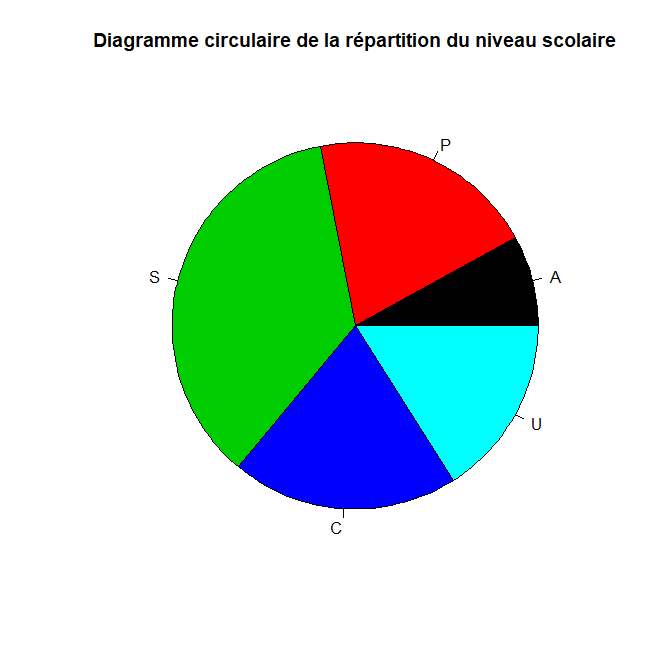 Diagramme circulaire de la répartition du niveau scolaire
P
S
A
U
C